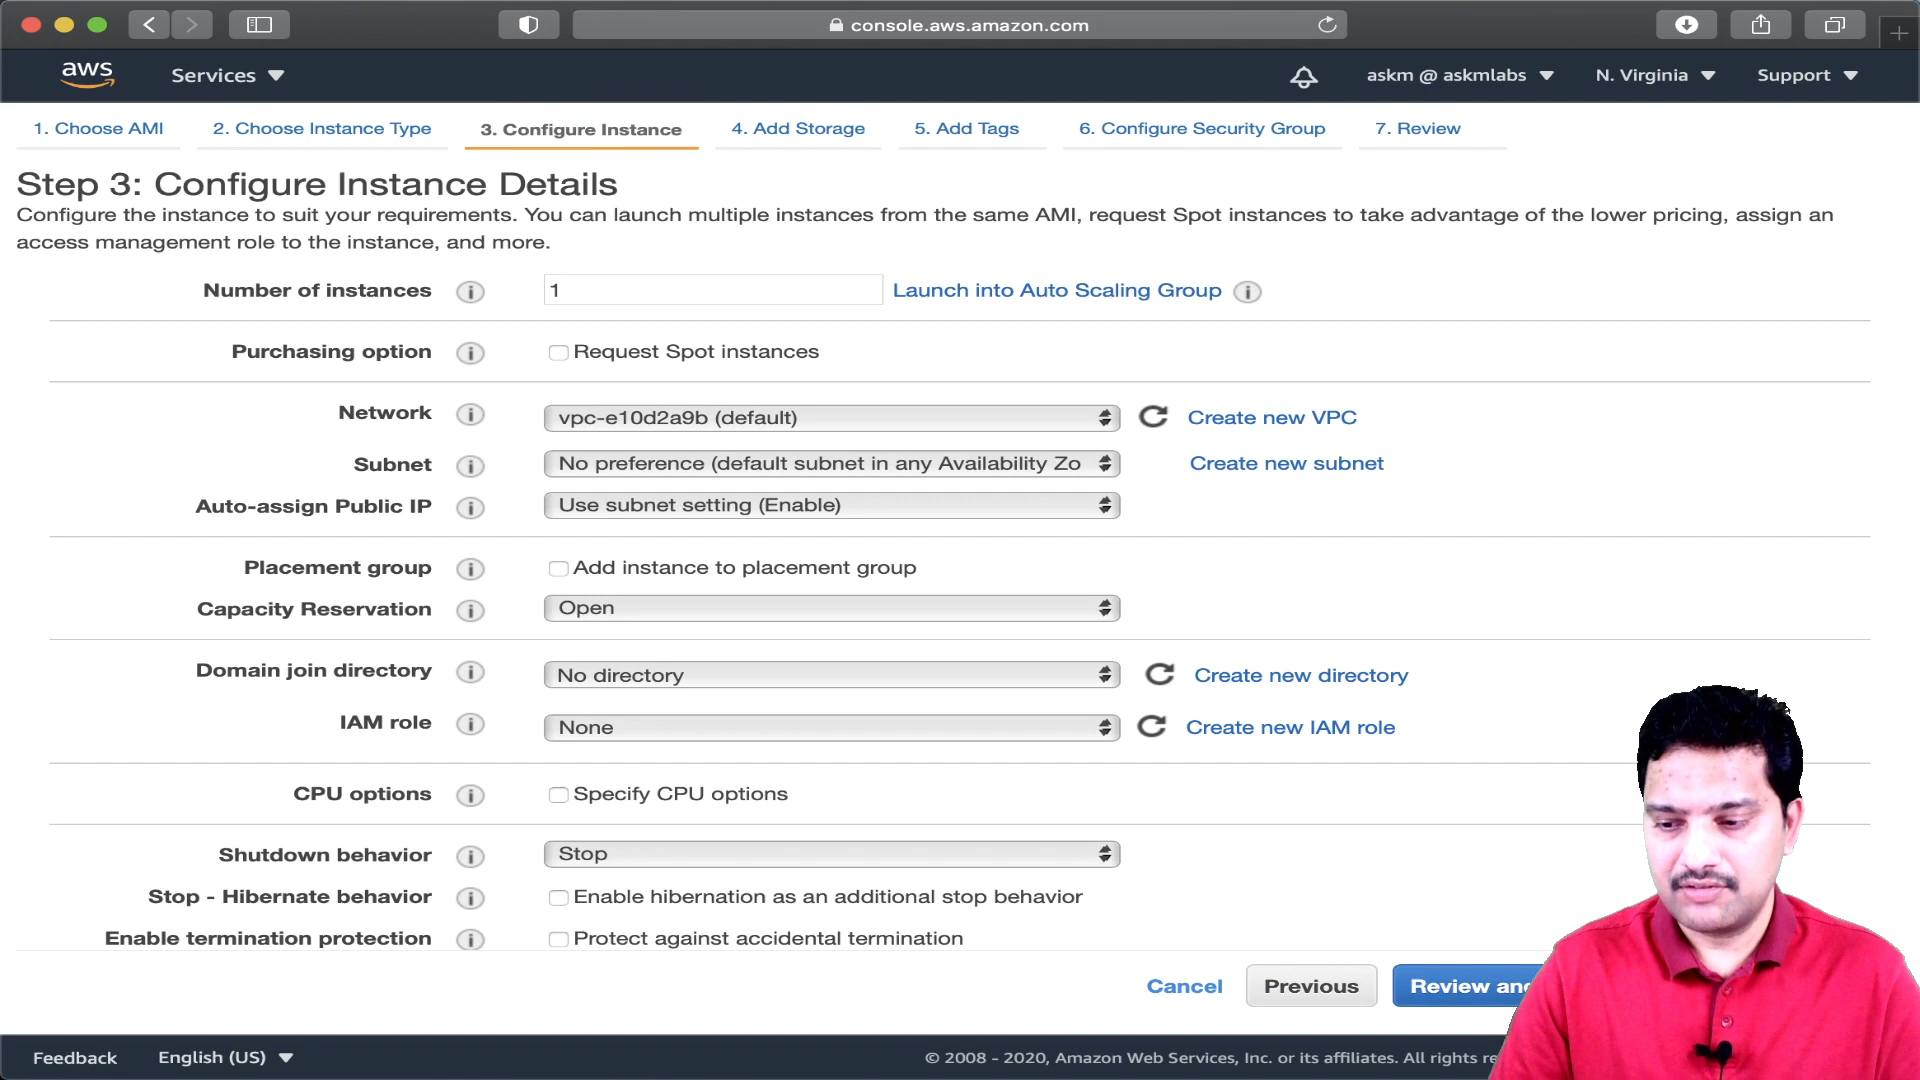 console.aws.amazon.com
aws Services askm @ askmlabs N. Virginia Support
1. Choose AMI 2. Choose Instance Type 3. Configure Instance 4. Add Storage 5. Add Tags 6. Configure Security Group 7. Review
Step 3: Configure Instance Details
Configure the instance to suit your requirements. You can launch multiple instances from the same AMI, request Spot instances to take advantage of the lower pricing, assign an
access management role to the instance, and more.
Number of instances i 1 Launch into Auto Scaling Group i
Purchasing option i Request Spot instances
Network i vpc-e10d2a9b (default) Create new VPC
Subnet i No preference (default subnet in any Availability Zo Create new subnet
Auto-assign Public IP i Use subnet setting (Enable)
Placement group i Add instance to placement group
Capacity Reservation i Open
Domain join directory i No directory Create new directory
IAM role i None Create new IAM role
CPU options i Specify CPU options
Shutdown behavior i Stop
Stop - Hibernate behavior i Enable hibernation as an additional stop behavior
Enable termination protection i Protect against accidental termination
Cancel Previous Review and
Feedback English (US) © 2008 - 2020, Amazon Web Services, Inc. or its affiliates. All rights